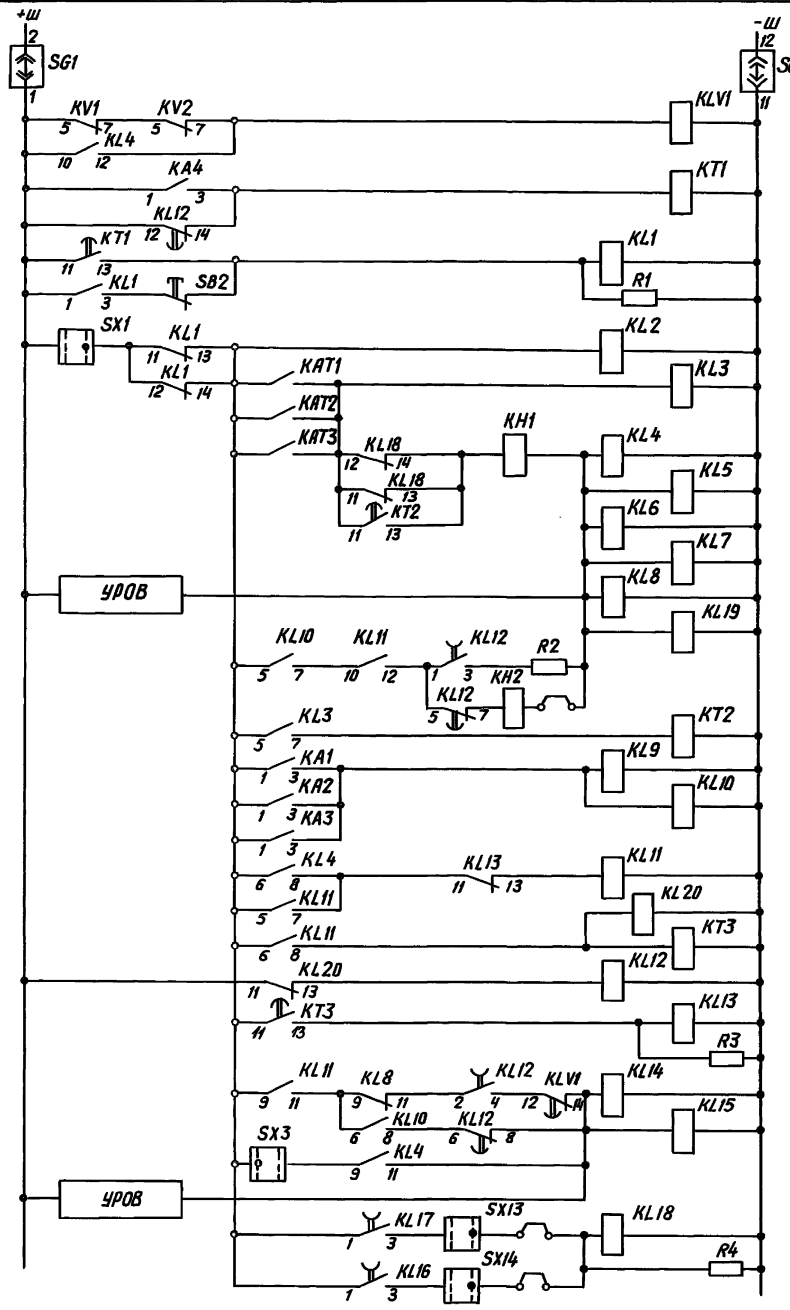 +Ш
-Ш
2
12
SG1
S
1
11
KV1
KV2
KLV1
5
7
5
7
KL4
10
12
KA4
KT1
1
3
KL12
12
14
KT1
KL1
11
13
KL1
SB2
R1
1
3
SX1
KL1
KL2
11
13
KL1
KAT1
KL3
12
14
KAT2
KAT3
KL18
KH1
KL4
12
14
KL18
KL5
11
13
KT2
KL6
11
13
KL7
УРОВ
KL8
KL19
KL10
KL11
KL12
R2
5
7
10
12
1
3
KL12
KH2
5
7
KL3
KT2
5
7
KA1
KL9
1
3
KA2
KL10
1
3
KA3
1
3
KL4
KL13
KL11
6
8
11
13
KL11
KL20
5
7
KL11
KT3
6
8
KL20
KL12
11
13
KT3
KL13
11
13
R3
KL11
KL8
KL12
KLV1
KL14
9
11
9
11
2
4
12
14
KL10
KL12
KL15
6
8
6
8
SX3
KL4
9
11
УРОВ
KL17
SX13
KL18
1
3
KL16
SX14
R4
1
3